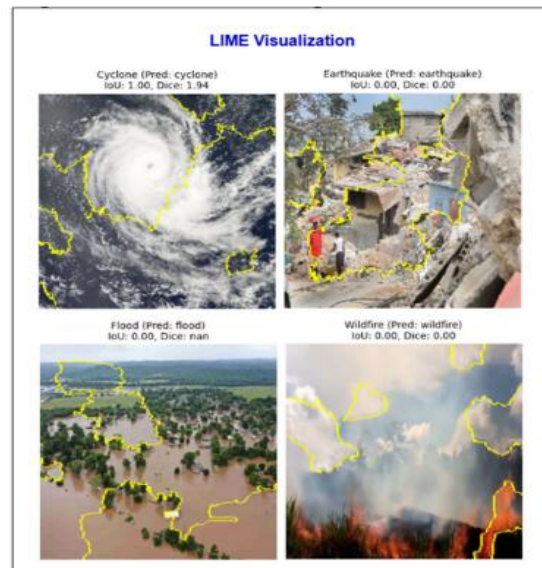 LIME Visualization
Cyclone (Pred: cyclone)
IoU: 1.00, Dice: 1.94
Earthquake (Pred: earthquake)
IoU: 0.00, Dice: 0.00
Flood (Pred: flood)
IoU: 0.00, Dice: nan
Wildfire (Pred: wildfire)
IoU: 0.00, Dice: 0.00